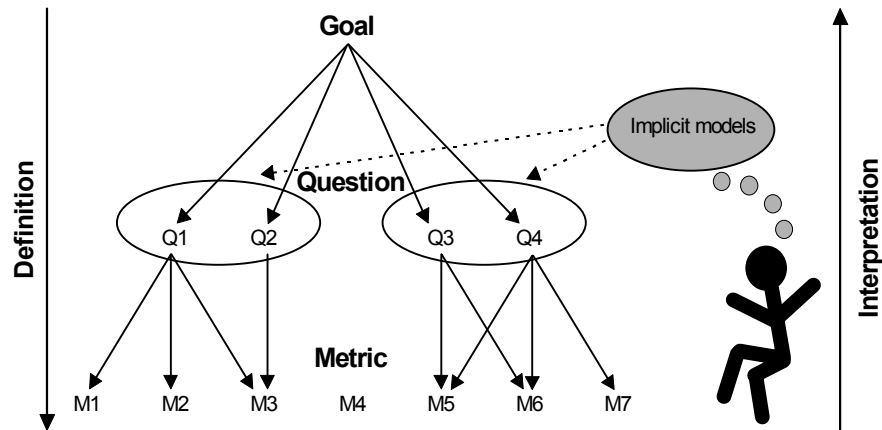 Goal
Implicit models
Question
Definition
Interpretation
Q1 Q2 Q3 Q4
Metric
M1 M2 M3 M4 M5 M6 M7